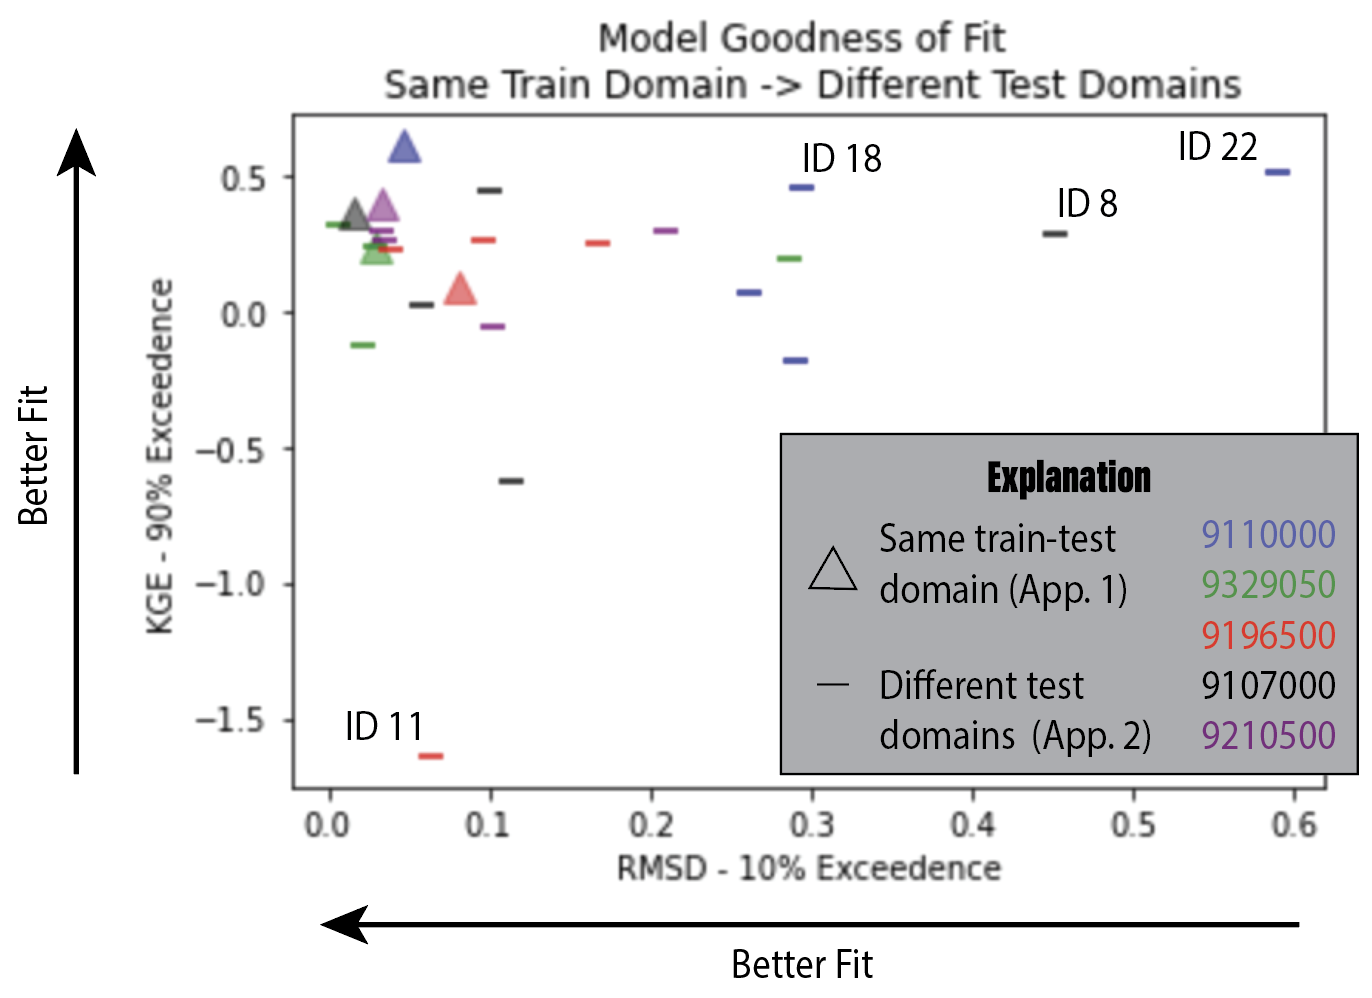 Model Goodness of Fit
Same Train Domain -> Different Test Domains
ID 18
ID 22
ID 8
ID 11
0.5
0.0
−0.5
−1.0
−1.5
KGE - 90% Exceedence
Better Fit
Explanation
Same train-test
domain (App. 1)
Different test
domains (App. 2)
9110000
9329050
9196500
9107000
9210500
0.0 0.1 0.2 0.3 0.4 0.5 0.6
RMSD - 10% Exceedence
Better Fit